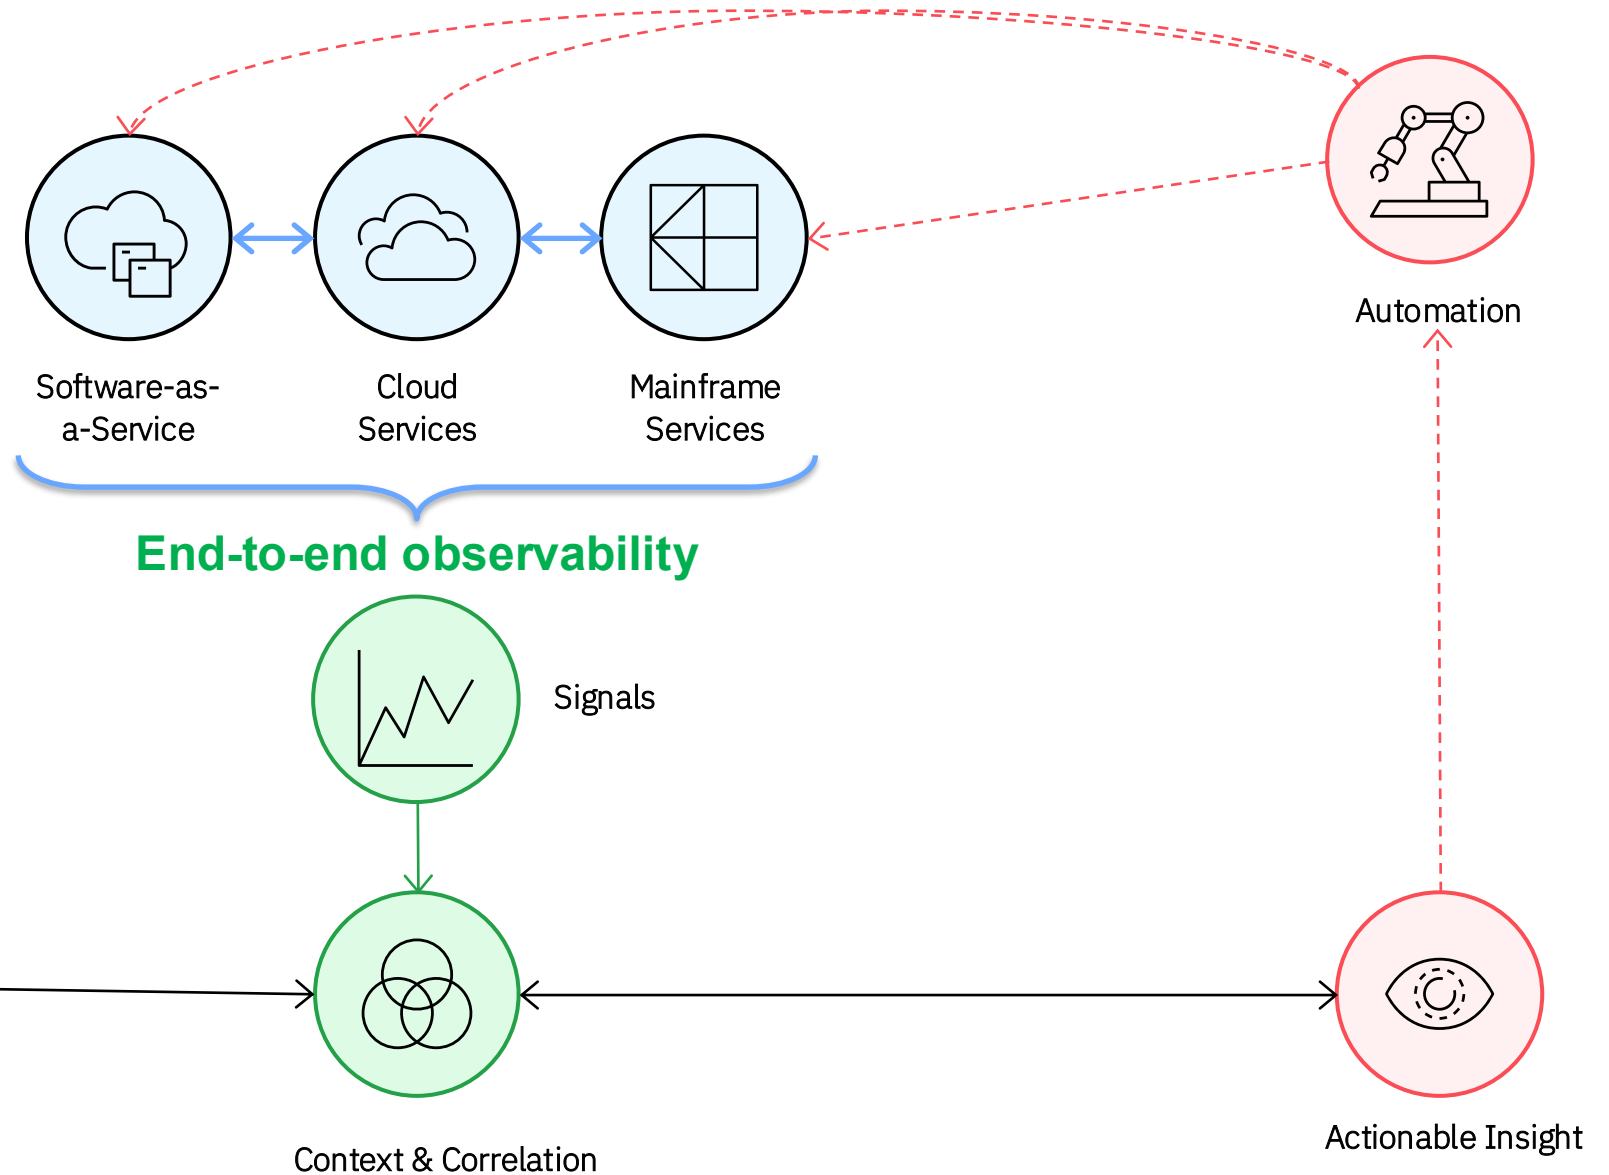 Automation
Software-as-
a-Service
Cloud
Services
Mainframe
Services
End-to-end observability
Signals
Actionable Insight
Context & Correlation